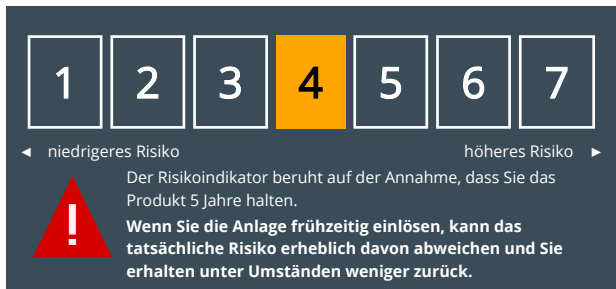 1 2 3 4 5 6 7
◄ niedrigeres Risiko höheres Risiko ►
Der Risikoindikator beruht auf der Annahme, dass Sie das
Produkt 5 Jahre halten.
!
Wenn Sie die Anlage frühzeitig einlösen, kann das
tatsächliche Risiko erheblich davon abweichen und Sie
erhalten unter Umständen weniger zurück.